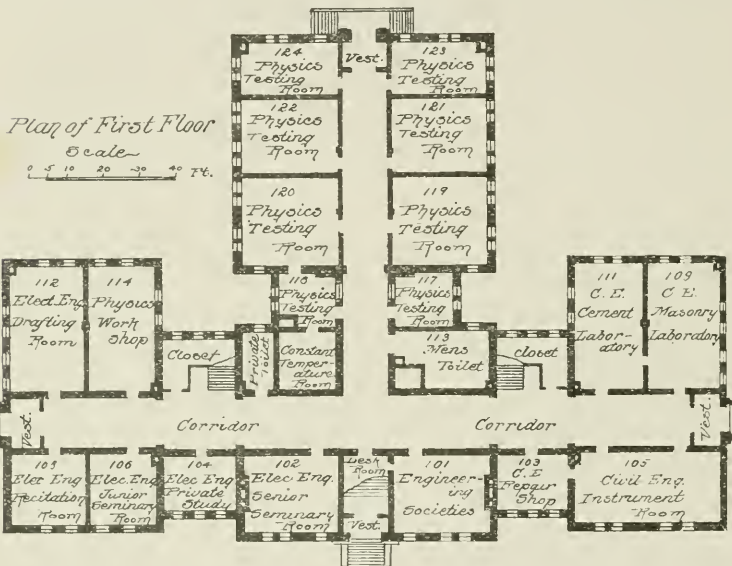 124
Physics
Testing
Room
Vest.
123
Physics
Testing
Room
Plan of First Floor
Scale
0 5 10 20 30 40 Ft.
122
Physics
Testing
Room
121
Physics
Testing
Room
120
Physics
Testing
Room
119
Physics
Testing
Room
112
Elect. Eng
Drafting
Room
114
Physics
Work
Shop
118
Physics
Testing
Room
117
Physics
Testing
Room
111
C. E.
Cement
Labor-
atory
109
C E.
Masonry
Laboratory
Closet
Private
Toilet
Constant
Temper-
ature
Room
113
Mens
Toilet
closet
Vest.
Corridor
Corridor
Vest.
Elec Eng
Recitation
Room
106
Elec. Eng.
Junior
Seminary
Room
104
Elec Eng
Private
Study
102
Elec Eng.
Senior
Seminary
Room
Desk
Room
Vest.
101
Engineer-
ing
Societies
103
C. E.
Repair
Shop
105
Civil Eng.
Instrument
Room